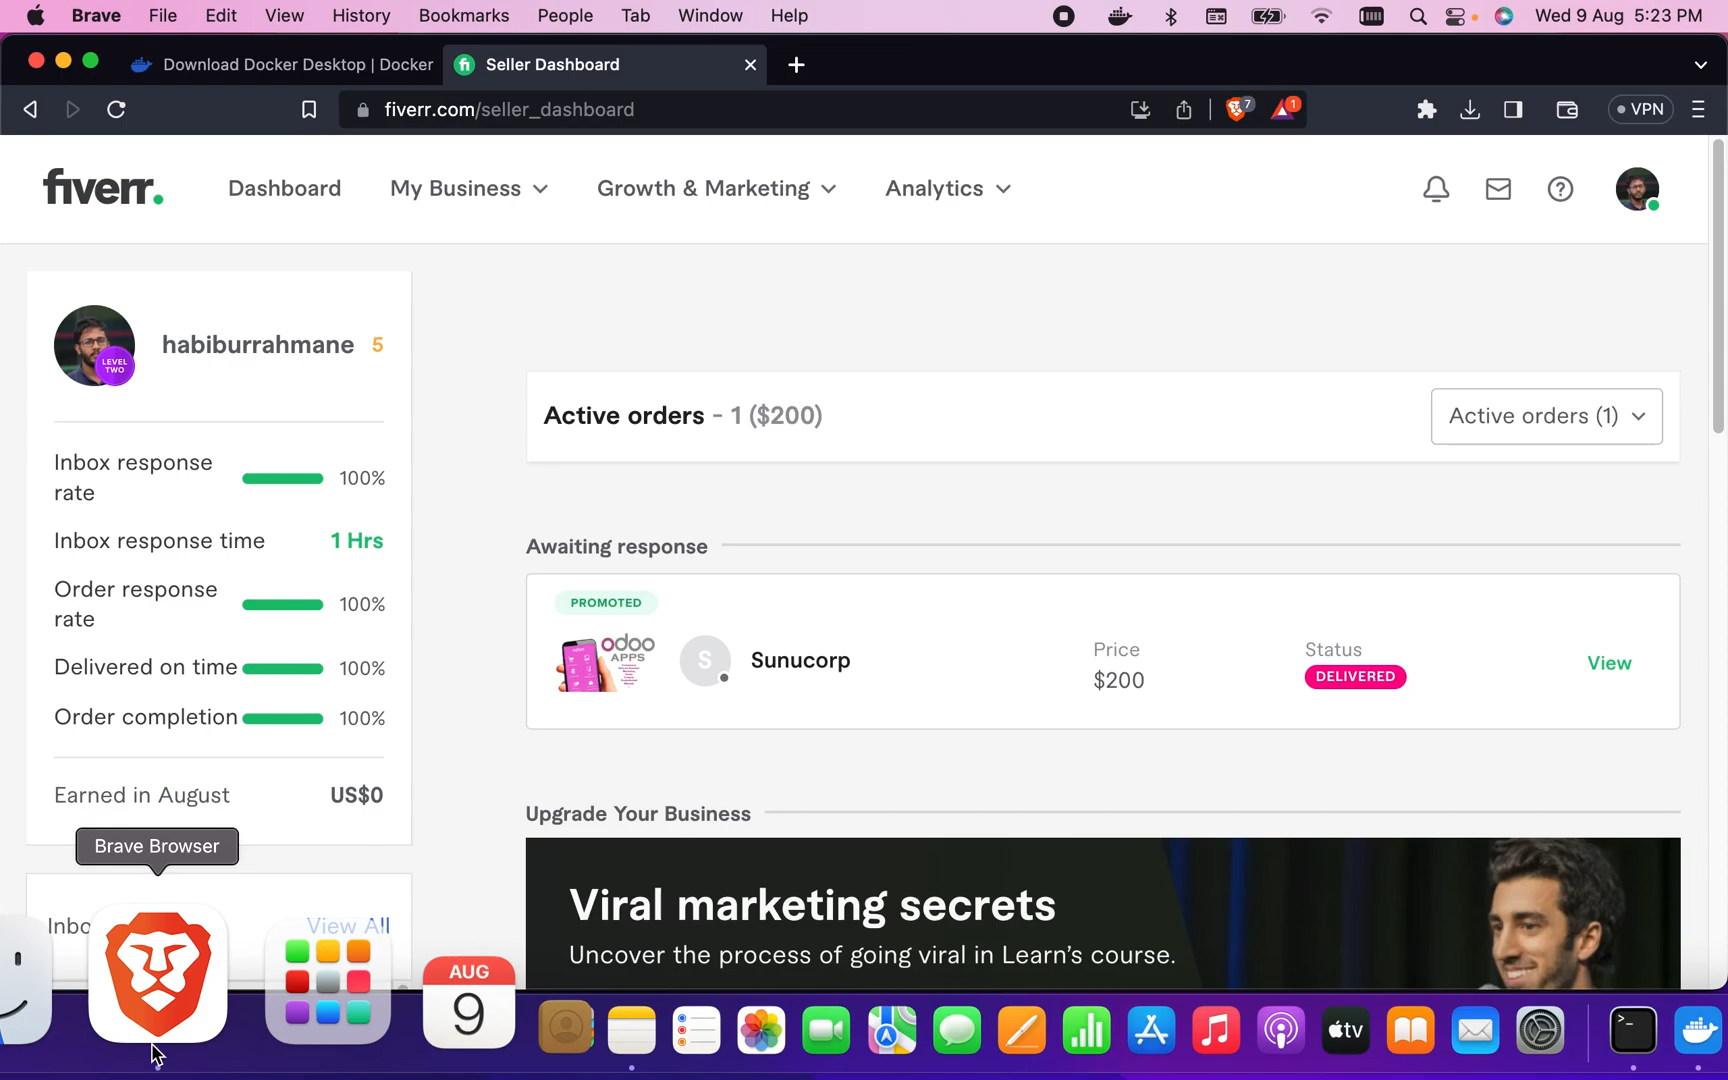 Brave File Edit View History Bookmarks People Tab Window Help Wed 9 Aug 5:23 PM
Download Docker Desktop | Docker
fi Seller Dashboard
fiverr.com/seller_dashboard
7
1
VPN
fiverr.
Dashboard
My Business
Growth & Marketing
Analytics
LEVEL
TWO
habiburrahmane 5
Inbox response
rate
100%
Inbox response time 1 Hrs
Order response
rate
100%
Delivered on time 100%
Order completion 100%
Earned in August US$0
Active orders - 1 ($200)
Active orders (1)
Awaiting response
PROMOTED
odoo
APPS
S
Sunucorp
Price
$200
Status
DELIVERED
View
Upgrade Your Business
Viral marketing secrets
Uncover the process of going viral in Learn's course.
Brave Browser
Inbo
View All
AUG
9
tv